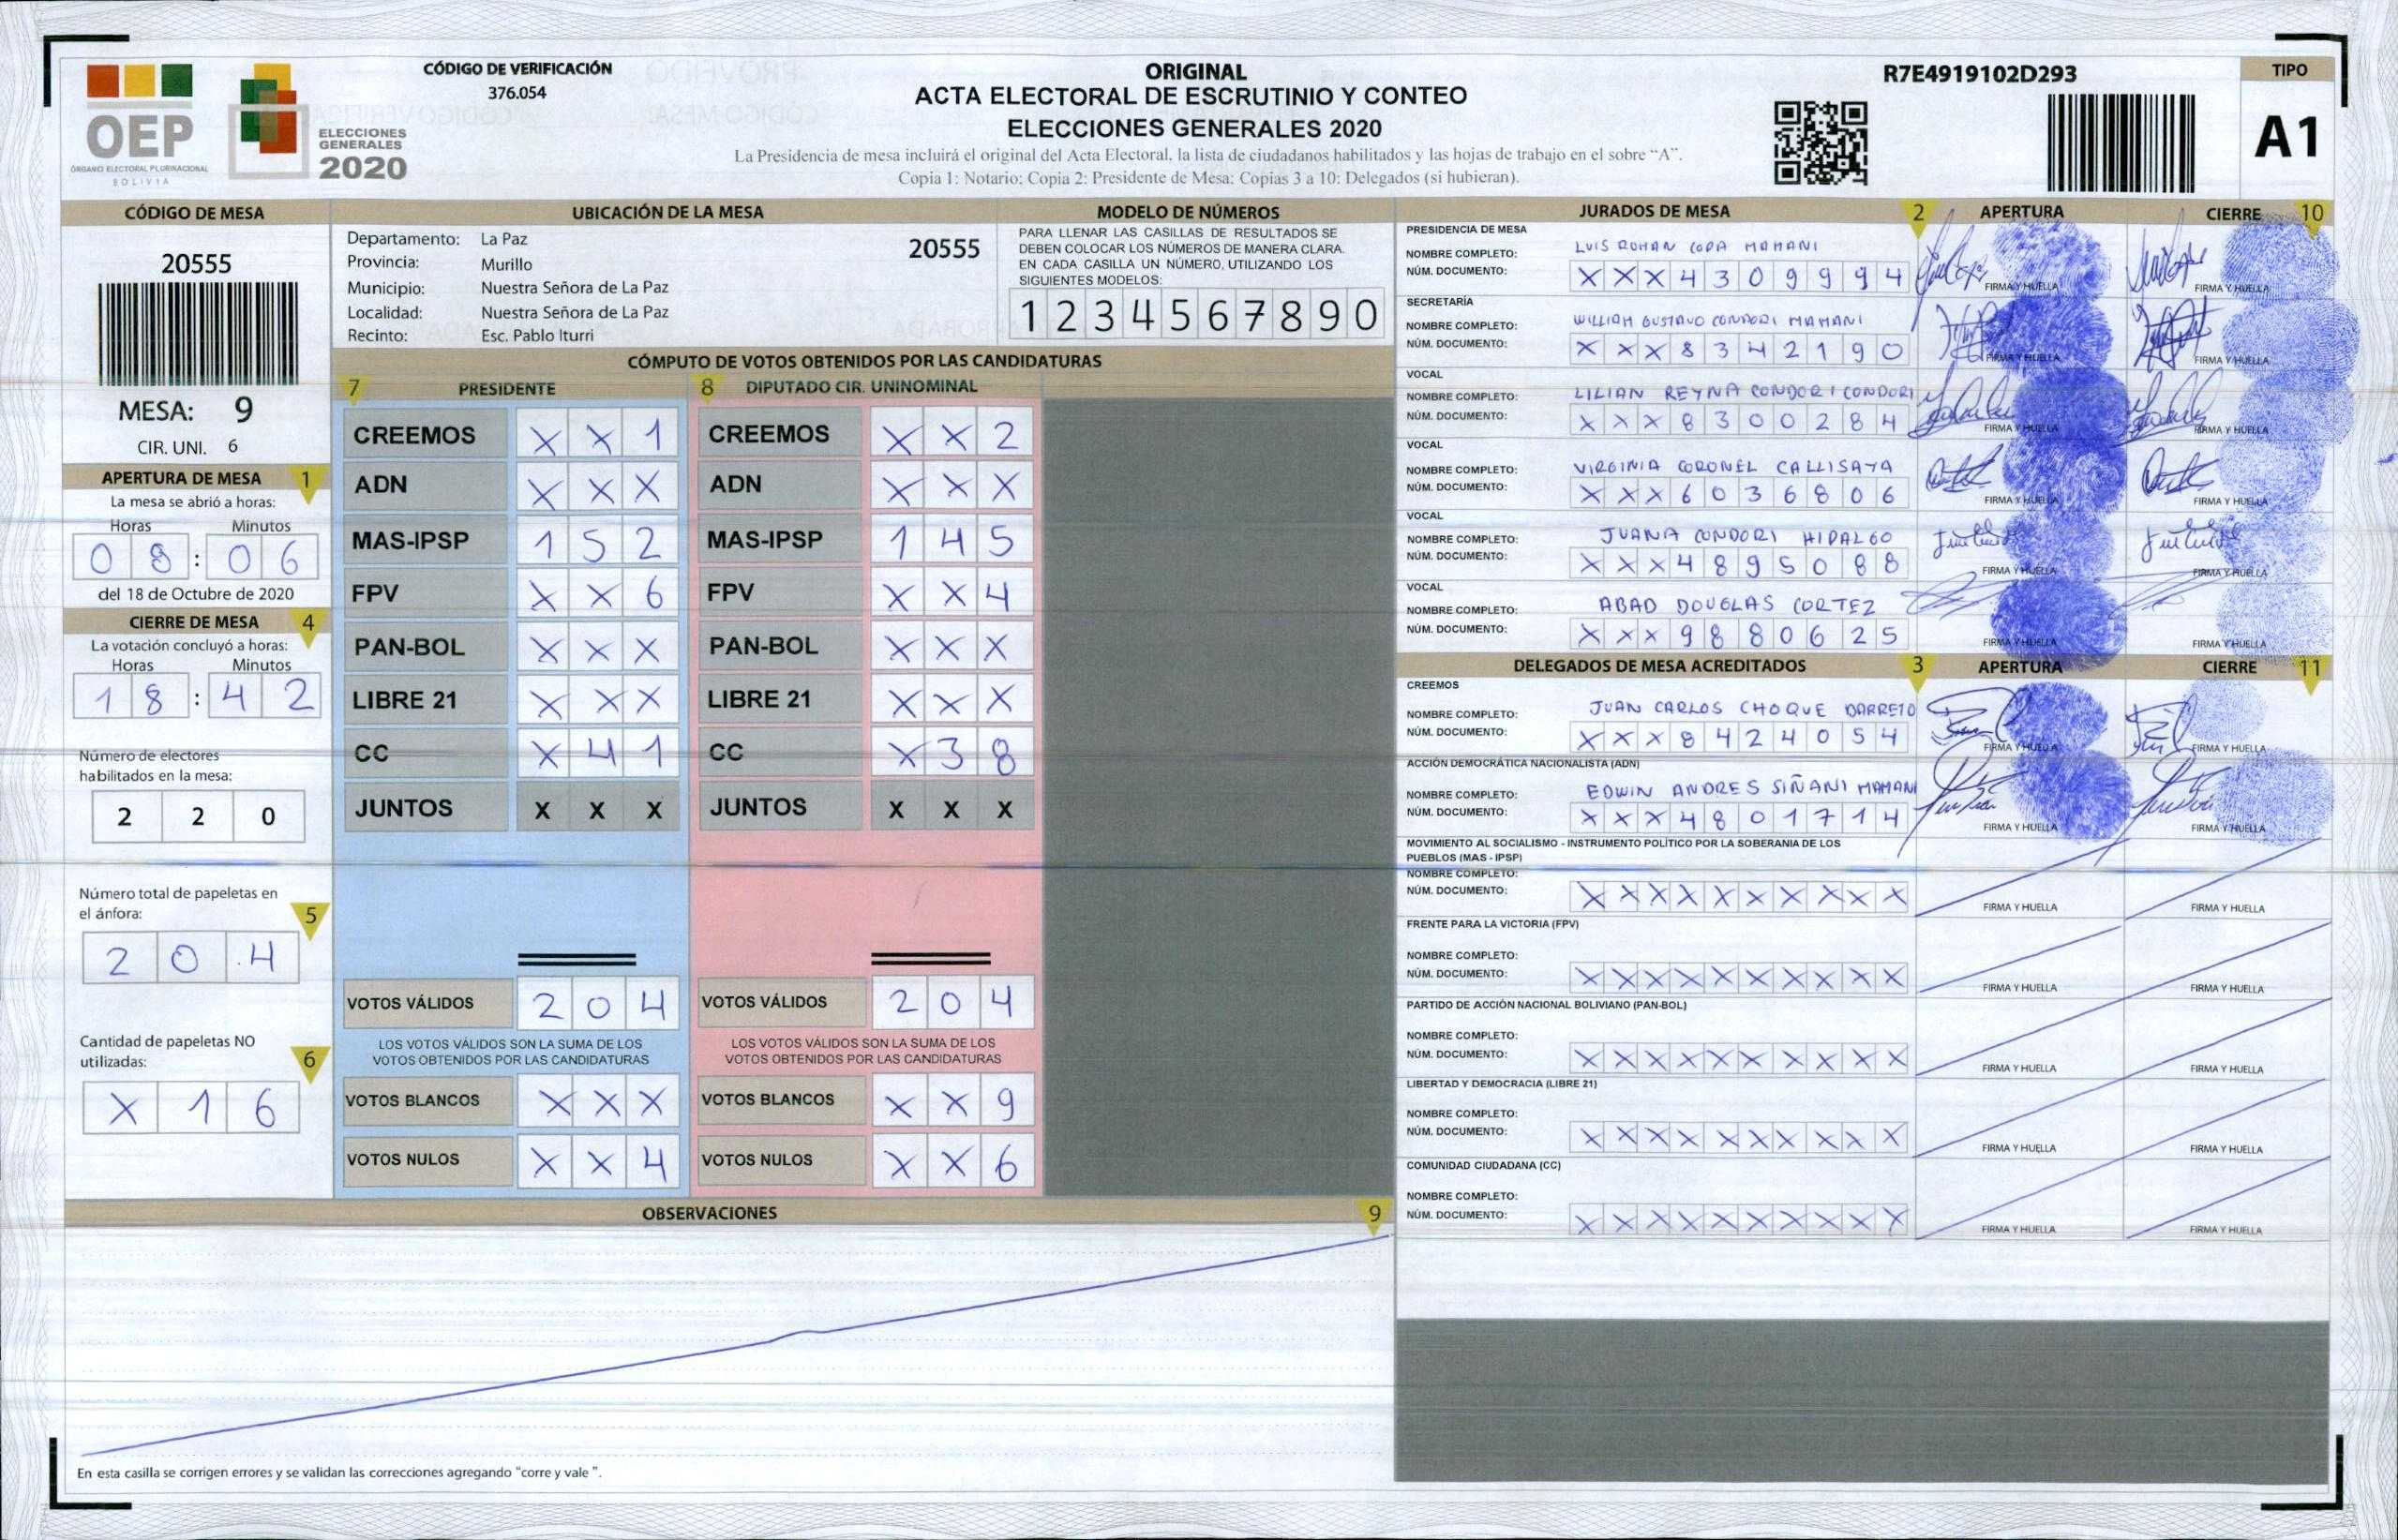 OEP
ÓRGANO ELECTORAL PLURINACIONAL
BOLIVIA
ELECCIONES
GENERALES
2020
CÓDIGO DE VERIFICACIÓN
376.054
ORIGINAL
ACTA ELECTORAL DE ESCRUTINIO Y CONTEO
ELECCIONES GENERALES 2020
La Presidencia de mesa incluirá el original del Acta Electoral, la lista de ciudadanos habilitados y las hojas de trabajo en el sobre "A".
Copia 1: Notario; Copia 2: Presidente de Mesa; Copias 3 a 10: Delegados (si hubieran).
R7E4919102D293
TIPO
A1
CÓDIGO DE MESA
20555
MESA: 9
CIR. UNI. 6
APERTURA DE MESA 1
La mesa se abrió a horas:
Horas Minutos
0 8 : 0 6
del 18 de Octubre de 2020
CIERRE DE MESA 4
La votación concluyó a horas:
Horas Minutos
1 8 : 4 2
Número de electores
habilitados en la mesa:
2 2 0
Número total de papeletas en
el ánfora: 5
2 0 4
Cantidad de papeletas NO
utilizadas: 6
X 1 6
UBICACIÓN DE LA MESA
Departamento: La Paz 20555
Provincia: Murillo
Municipio: Nuestra Señora de La Paz
Localidad: Nuestra Señora de La Paz
Recinto: Esc. Pablo Iturri
MODELO DE NÚMEROS
PARA LLENAR LAS CASILLAS DE RESULTADOS SE
DEBEN COLOCAR LOS NÚMEROS DE MANERA CLARA.
EN CADA CASILLA UN NÚMERO, UTILIZANDO LOS
SIGUIENTES MODELOS:
1 2 3 4 5 6 7 8 9 0
CÓMPUTO DE VOTOS OBTENIDOS POR LAS CANDIDATURAS
7 PRESIDENTE 8 DIPUTADO CIR. UNINOMINAL
CREEMOS X X 1 CREEMOS X X 2
ADN X X X ADN X X X
MAS-IPSP 1 5 2 MAS-IPSP 1 4 5
FPV X X 6 FPV X X 4
PAN-BOL X X X PAN-BOL X X X
LIBRE 21 X X X LIBRE 21 X X X
CC X 4 1 CC X 3 8
JUNTOS X X X JUNTOS X X X
VOTOS VÁLIDOS 2 0 4 VOTOS VÁLIDOS 2 0 4
LOS VOTOS VÁLIDOS SON LA SUMA DE LOS LOS VOTOS VÁLIDOS SON LA SUMA DE LOS
VOTOS OBTENIDOS POR LAS CANDIDATURAS VOTOS OBTENIDOS POR LAS CANDIDATURAS
VOTOS BLANCOS X X X VOTOS BLANCOS X X 9
VOTOS NULOS X X 4 VOTOS NULOS X X 6
OBSERVACIONES 9
En esta casilla se corrigen errores y se validan las correcciones agregando "corre y vale ".
JURADOS DE MESA 2 APERTURA CIERRE 10
PRESIDENCIA DE MESA
NOMBRE COMPLETO: LUIS ROHAN COPA MAMANI
NÚM. DOCUMENTO: X X X 4 3 0 9 9 9 4 FIRMA Y HUELLA FIRMA Y HUELLA
SECRETARÍA
NOMBRE COMPLETO: WILLIAM GUSTAVO CONDORI MAMANI
NÚM. DOCUMENTO: X X X 8 3 4 2 1 9 0 FIRMA Y HUELLA FIRMA Y HUELLA
VOCAL
NOMBRE COMPLETO: LILIAN REYNA CONDORI CONDORI
NÚM. DOCUMENTO: X X X 8 3 0 0 2 8 4 FIRMA Y HUELLA FIRMA Y HUELLA
VOCAL
NOMBRE COMPLETO: VIRGINIA CORONEL CALLISAYA
NÚM. DOCUMENTO: X X X 6 0 3 6 8 0 6 FIRMA Y HUELLA FIRMA Y HUELLA
VOCAL
NOMBRE COMPLETO: JUANA CONDORI HIDALGO
NÚM. DOCUMENTO: X X X 4 8 9 5 0 8 8 FIRMA Y HUELLA FIRMA Y HUELLA
VOCAL
NOMBRE COMPLETO: ABAD DOUGLAS CORTEZ
NÚM. DOCUMENTO: X X X 9 8 8 0 6 2 5 FIRMA Y HUELLA FIRMA Y HUELLA
DELEGADOS DE MESA ACREDITADOS 3 APERTURA CIERRE 11
CREEMOS
NOMBRE COMPLETO: JUAN CARLOS CHOQUE BARRETO
NÚM. DOCUMENTO: X X X 8 4 2 4 0 5 4 FIRMA Y HUELLA FIRMA Y HUELLA
ACCIÓN DEMOCRÁTICA NACIONALISTA (ADN)
NOMBRE COMPLETO: EDWIN ANDRES SIÑANI MAMANI
NÚM. DOCUMENTO: X X X 4 8 0 1 7 1 4 FIRMA Y HUELLA FIRMA Y HUELLA
MOVIMIENTO AL SOCIALISMO - INSTRUMENTO POLÍTICO POR LA SOBERANIA DE LOS
PUEBLOS (MAS - IPSP)
NOMBRE COMPLETO:
NÚM. DOCUMENTO: X X X X X X X X X X FIRMA Y HUELLA FIRMA Y HUELLA
FRENTE PARA LA VICTORIA (FPV)
NOMBRE COMPLETO:
NÚM. DOCUMENTO: X X X X X X X X X X FIRMA Y HUELLA FIRMA Y HUELLA
PARTIDO DE ACCIÓN NACIONAL BOLIVIANO (PAN-BOL)
NOMBRE COMPLETO:
NÚM. DOCUMENTO: X X X X X X X X X X FIRMA Y HUELLA FIRMA Y HUELLA
LIBERTAD Y DEMOCRACIA (LIBRE 21)
NOMBRE COMPLETO:
NÚM. DOCUMENTO: X X X X X X X X X X FIRMA Y HUELLA FIRMA Y HUELLA
COMUNIDAD CIUDADANA (CC)
NOMBRE COMPLETO:
NÚM. DOCUMENTO: X X X X X X X X X X FIRMA Y HUELLA FIRMA Y HUELLA